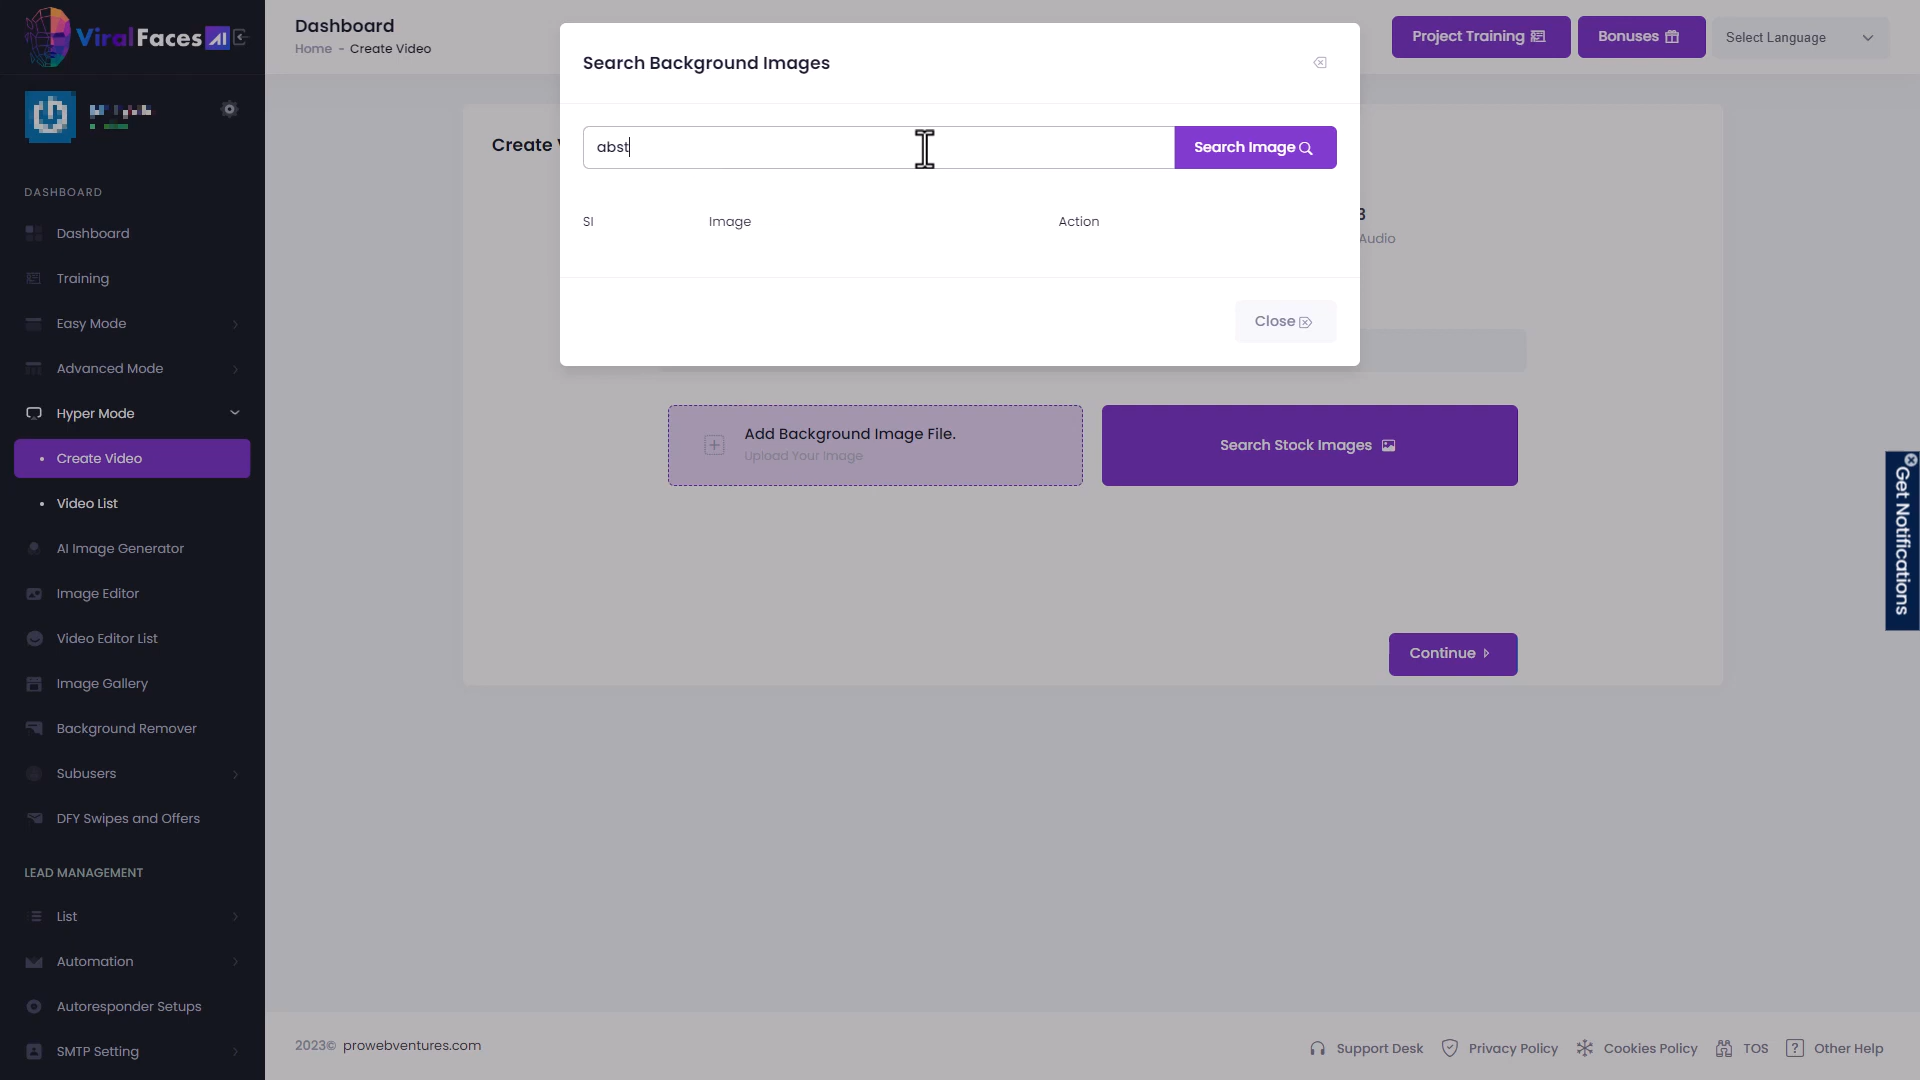 ViralFaces AI
DASHBOARD
Dashboard
Training
Easy Mode
Advanced Mode
Hyper Mode
Create Video
Video List
AI Image Generator
Image Editor
Video Editor List
Image Gallery
Background Remover
Subusers
DFY Swipes and Offers
LEAD MANAGEMENT
List
Automation
Autoresponder Setups
SMTP Setting
Dashboard
Home - Create Video
Project Training
Bonuses
Select Language
Search Background Images
abst
Search Image
SI Image Action
Close
Create
3
Audio
Add Background Image File.
Upload Your Image
Search Stock Images
Continue
Get Notifications
2023© prowebventures.com
Support Desk Privacy Policy Cookies Policy TOS Other Help